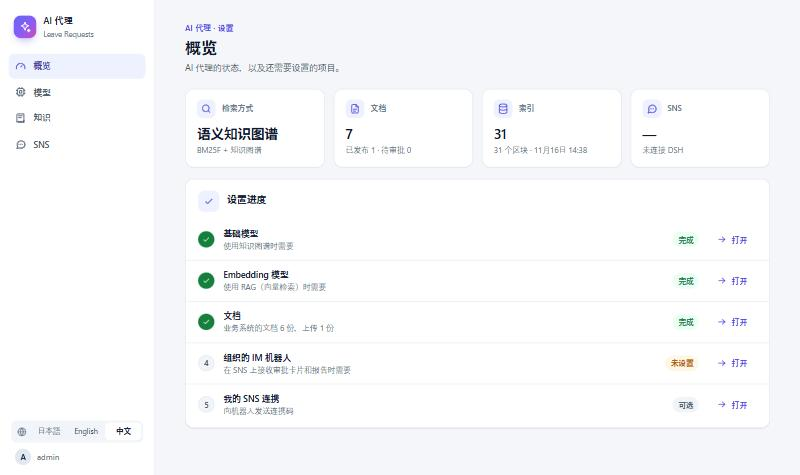 AI 代理
Leave Requests
概览
模型
知识
SNS
AI 代理 · 设置
概览
AI 代理的状态、以及还需要设置的项目。
检索方式
语义知识图谱
BM25F + 知识图谱
文档
7
已发布 1 · 待审批 0
索引
31
31 个区块 · 11月16日 14:38
SNS
—
未连接 DSH
设置进度
基础模型
使用知识图谱时需要
完成
打开
Embedding 模型
使用 RAG（向量检索）时需要
完成
打开
文档
业务系统的文档 6 份、上传 1 份
完成
打开
4
组织的 IM 机器人
在 SNS 上接收审批卡片和报告时需要
未设置
打开
5
我的 SNS 连携
向机器人发送连携码
可选
打开
日本語
English
中文
A
admin